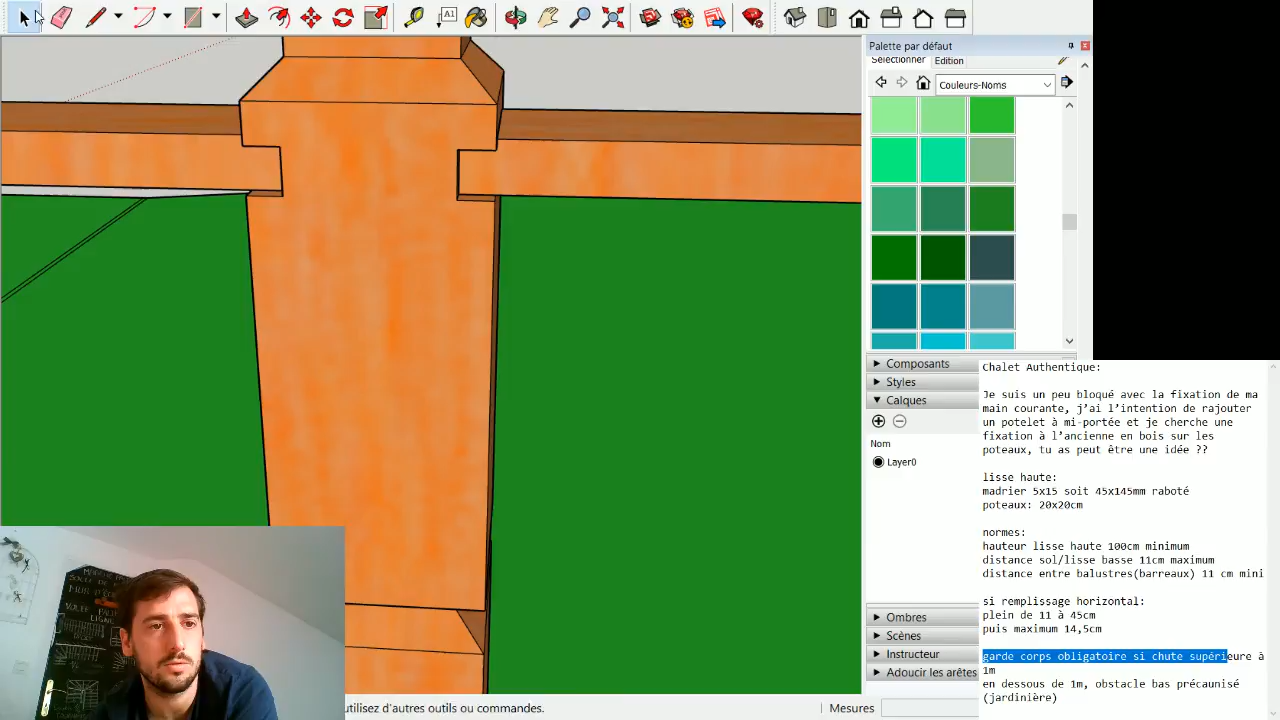 A1
Palette par défaut
Sélectionner Edition
Couleurs-Noms
Composants
Styles
Calques
Nom
Layer0
Ombres
Scènes
Instructeur
Adoucir les arêtes
utilisez d'autres outils ou commandes.
Mesures
Chalet Authentique:
Je suis un peu bloqué avec la fixation de ma
main courante, j’ai l’intention de rajouter
un potelet à mi-portée et je cherche une
fixation à l’ancienne en bois sur les
poteaux, tu as peut être une idée ??
lisse haute:
madrier 5x15 soit 45x145mm raboté
poteaux: 20x20cm
normes:
hauteur lisse haute 100cm minimum
distance sol/lisse basse 11cm maximum
distance entre balustres(barreaux) 11 cm mini
si remplissage horizontal:
plein de 11 à 45cm
puis maximum 14,5cm
garde corps obligatoire si chute supérieure à
1m
en dessous de 1m, obstacle bas précaunisé
(jardinière)